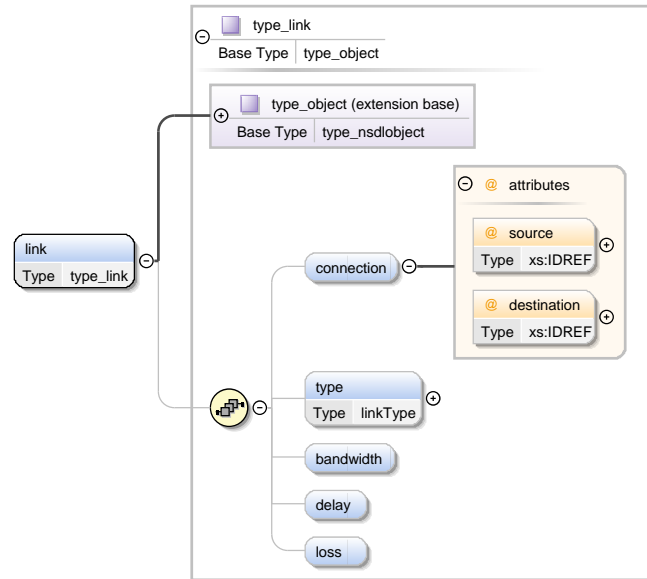 type_link
Base Type type_object
type_object (extension base)
Base Type type_nsdlobject
@ attributes
@ source
Type xs:IDREF
@ destination
Type xs:IDREF
link
Type type_link
connection
type
Type linkType
bandwidth
delay
loss